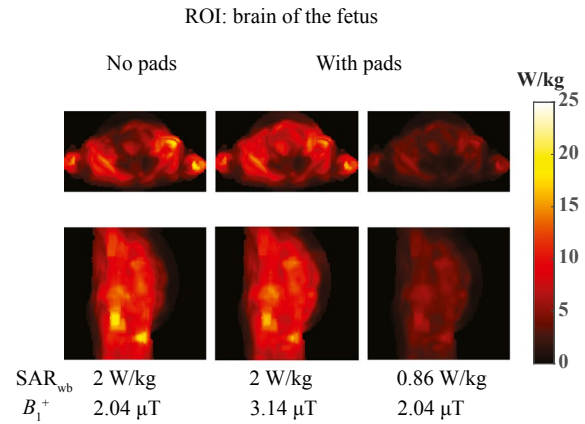 ROI: brain of the fetus
No pads
With pads
W/kg
25
20
15
10
5
0
SAR_wb 2 W/kg 2 W/kg 0.86 W/kg
B₁⁺ 2.04 µT 3.14 µT 2.04 µT